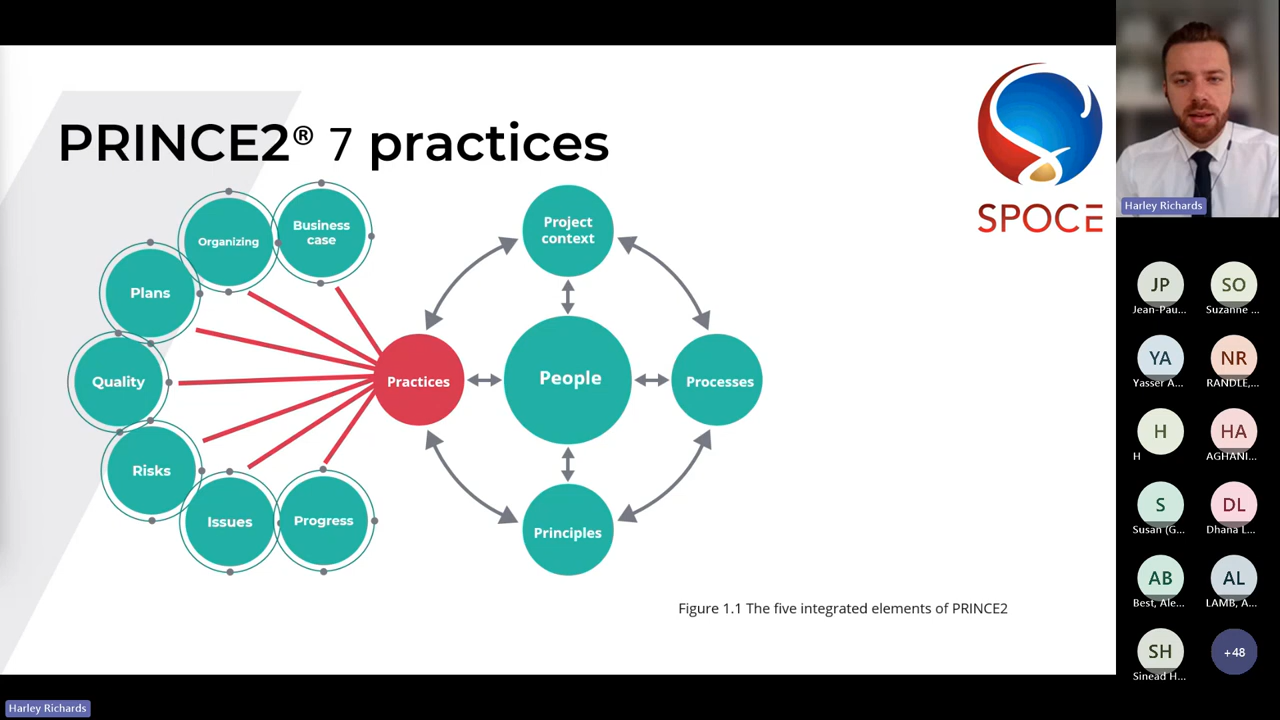 PRINCE2® 7 practices
SPOCE
Business
case
Organizing
Plans
Quality
Risks
Issues
Progress
Practices
Project
context
People
Processes
Principles
Figure 1.1 The five integrated elements of PRINCE2
Harley Richards
JP
Jean-Pau...
SO
Suzanne ...
YA
Yasser A...
NR
RANDLE,...
H
H
HA
AGHANI...
S
Susan (G...
DL
Dhana L...
AB
Best, Ale...
AL
LAMB, A...
SH
Sinead H...
+48
Harley Richards